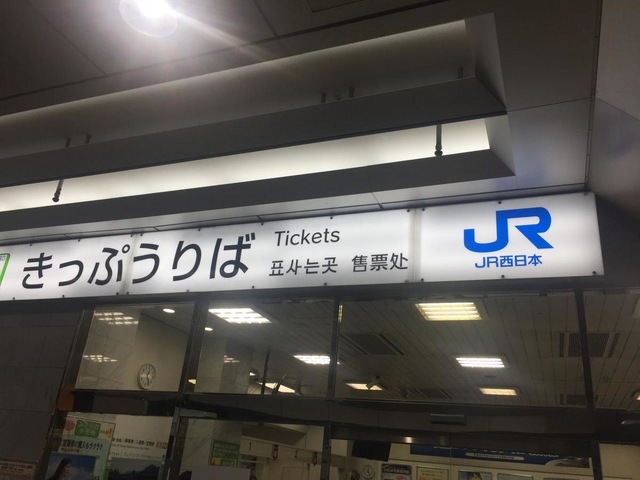 きっぷうりば
Tickets
표사는곳 售票处
JR
JR西日本